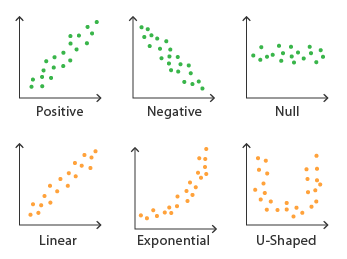 Positive
Negative
Null
Linear
Exponential
U-Shaped